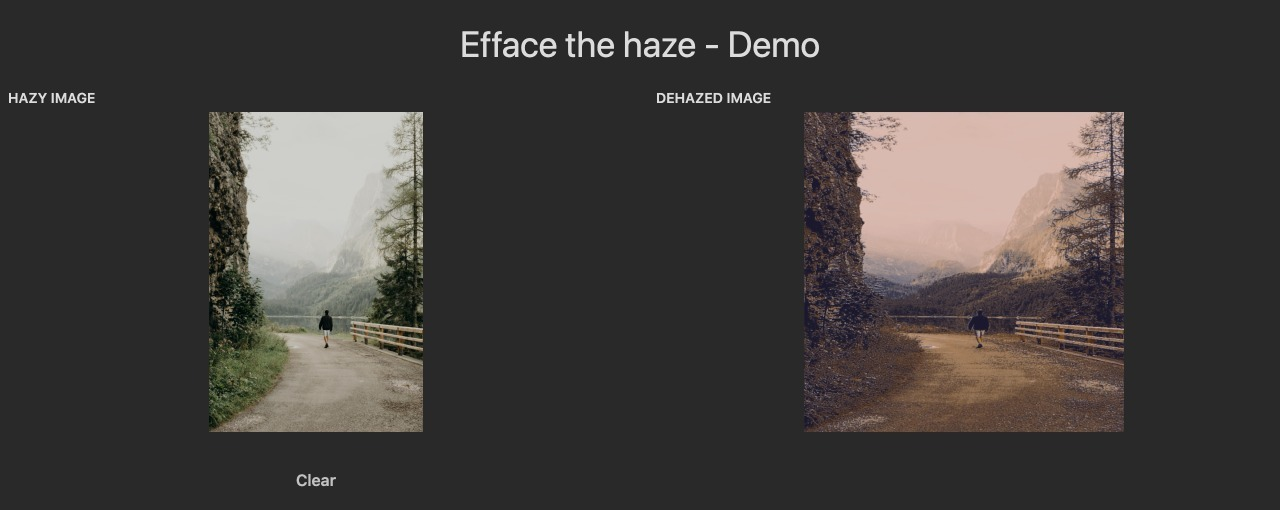 Efface the haze - Demo
HAZY IMAGE
DEHAZED IMAGE
Clear